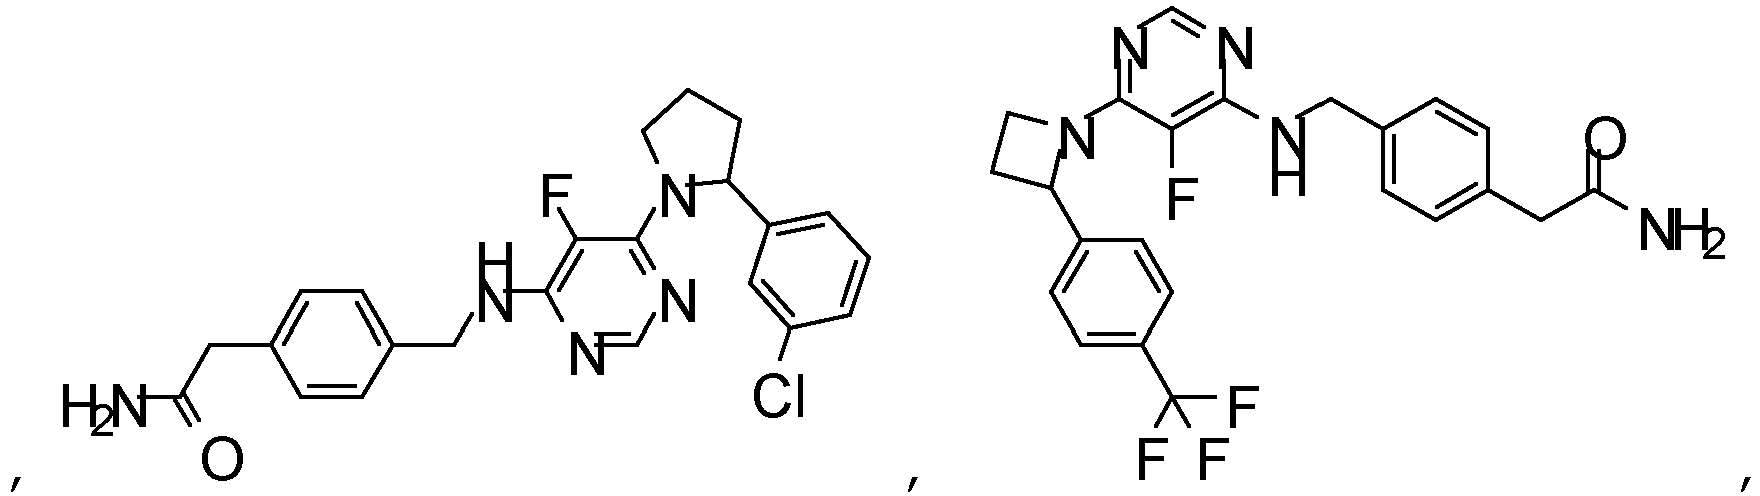 N N
N N H O
F F
H N N NH2
N N
Cl
H2N F
O F F
, , ,